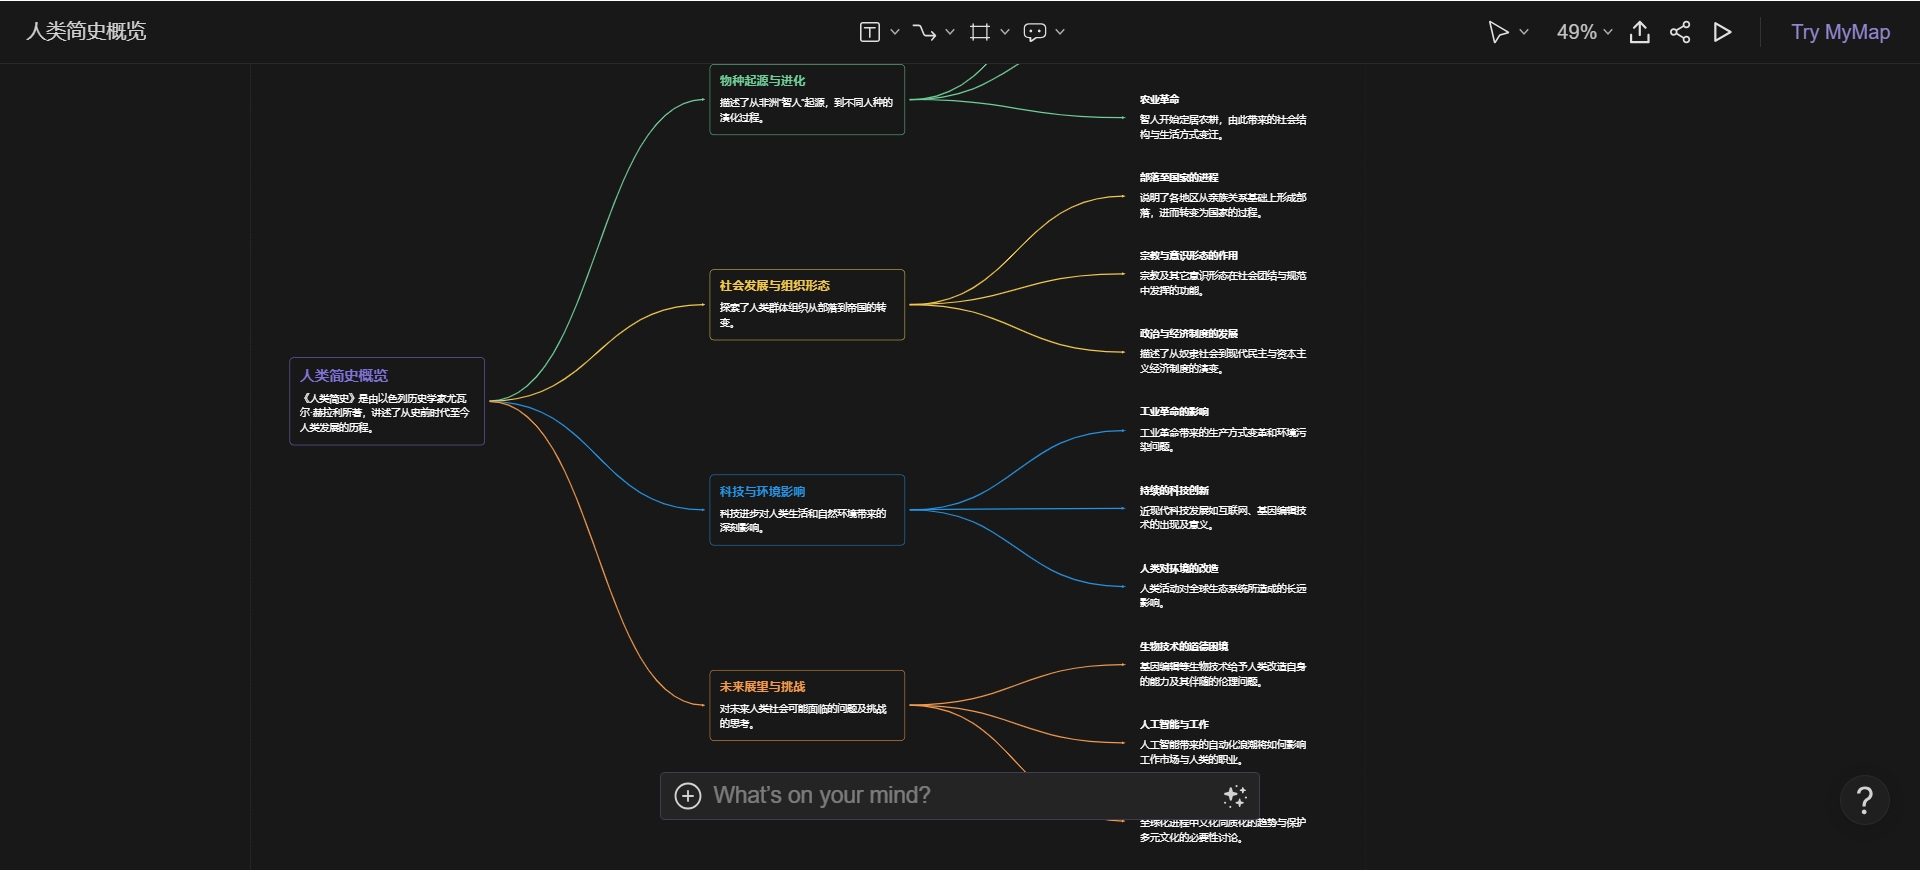 人类简史概览
49%
Try MyMap
物种起源与进化
描述了从非洲“智人”起源，到不同人种的
演化过程。
农业革命
智人开始定居农耕，由此带来的社会结
构与生活方式变迁。
部落至国家的进程
说明了各地区从亲族关系基础上形成部
落，进而转变为国家的过程。
社会发展与组织形态
探索了人类群体组织从部落到帝国的转
变。
宗教与意识形态的作用
宗教及其它意识形态在社会团结与规范
中发挥的功能。
政治与经济制度的发展
描述了从奴隶社会到现代民主与资本主
义经济制度的演变。
人类简史概览
《人类简史》是由以色列历史学家尤瓦
尔·赫拉利所著，讲述了从史前时代至今
人类发展的历程。
工业革命的影响
工业革命带来的生产方式变革和环境污
染问题。
科技与环境影响
科技进步对人类生活和自然环境带来的
深刻影响。
持续的科技创新
近现代科技发展如互联网、基因编辑技
术的出现及意义。
人类对环境的改造
人类活动对全球生态系统所造成的长远
影响。
未来展望与挑战
对未来人类社会可能面临的问题及挑战
的思考。
生物技术的道德困境
基因编辑等生物技术给予人类改造自身
的能力及其伴随的伦理问题。
人工智能与工作
人工智能带来的自动化浪潮将如何影响
工作市场与人类的职业。
What's on your mind?
全球化进程中文化同质化的趋势与保护
多元文化的必要性讨论。